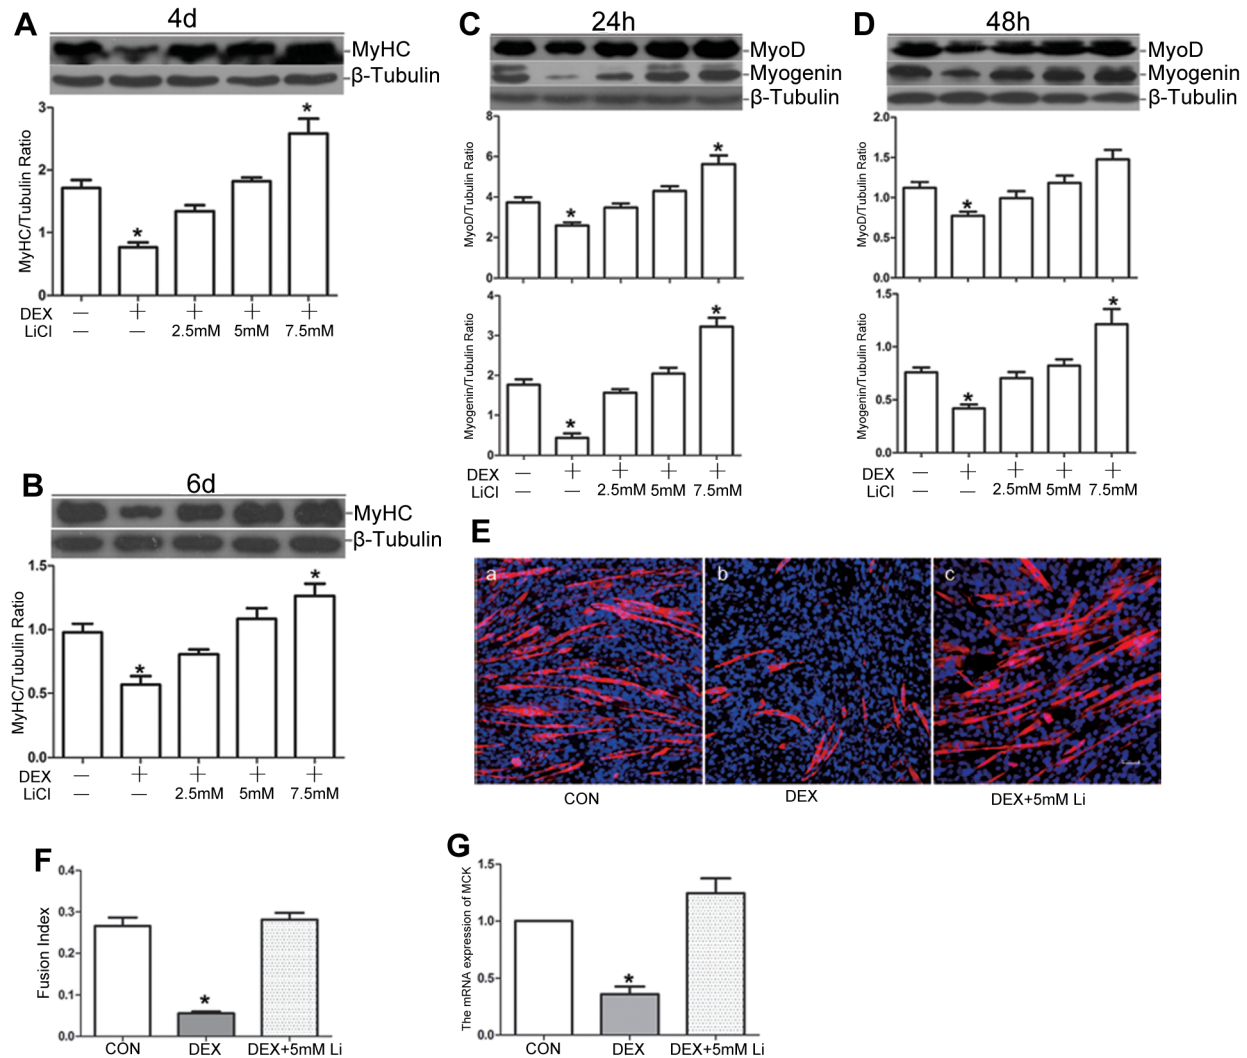 A
4d
MyHC
β-Tubulin
MyHC/Tubulin Ratio
3
2
1
0
*
*
DEX — + + + +
LiCl — — 2.5mM 5mM 7.5mM
B
6d
MyHC
β-Tubulin
MyHC/Tubulin Ratio
1.5
1.0
0.5
0.0
*
*
DEX — + + + +
LiCl — — 2.5mM 5mM 7.5mM
C
24h
MyoD
Myogenin
β-Tubulin
MyoD/Tubulin Ratio
8
6
4
2
0
*
*
Myogenin/Tubulin Ratio
4
3
2
1
0
*
*
DEX — + + + +
LiCl — — 2.5mM 5mM 7.5mM
D
48h
MyoD
Myogenin
β-Tubulin
MyoD/Tubulin Ratio
2.0
1.5
1.0
0.5
0.0
*
Myogenin/Tubulin Ratio
1.5
1.0
0.5
0.0
*
*
DEX — + + + +
LiCl — — 2.5mM 5mM 7.5mM
E
a b c
CON DEX DEX+5mM Li
F
Fusion Index
0.4
0.3
0.2
0.1
0.0
*
CON DEX DEX+5mM Li
G
The mRNA expression of MCK
1.5
1.0
0.5
0.0
*
CON DEX DEX+5mM Li